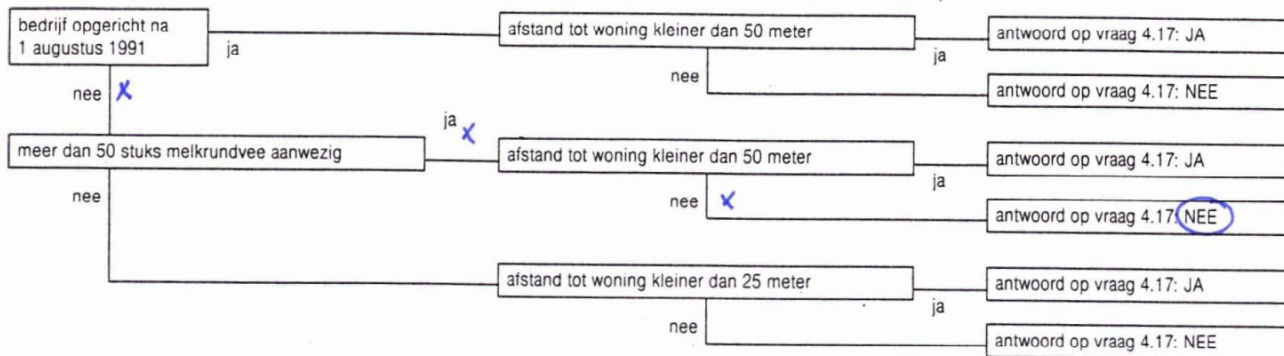 bedrijf opgericht na
1 augustus 1991
ja
afstand tot woning kleiner dan 50 meter
ja
antwoord op vraag 4.17: JA
nee
antwoord op vraag 4.17: NEE
nee x
meer dan 50 stuks melkrundvee aanwezig
ja x
afstand tot woning kleiner dan 50 meter
ja
antwoord op vraag 4.17: JA
nee x
antwoord op vraag 4.17: NEE
nee
afstand tot woning kleiner dan 25 meter
ja
antwoord op vraag 4.17: JA
nee
antwoord op vraag 4.17: NEE